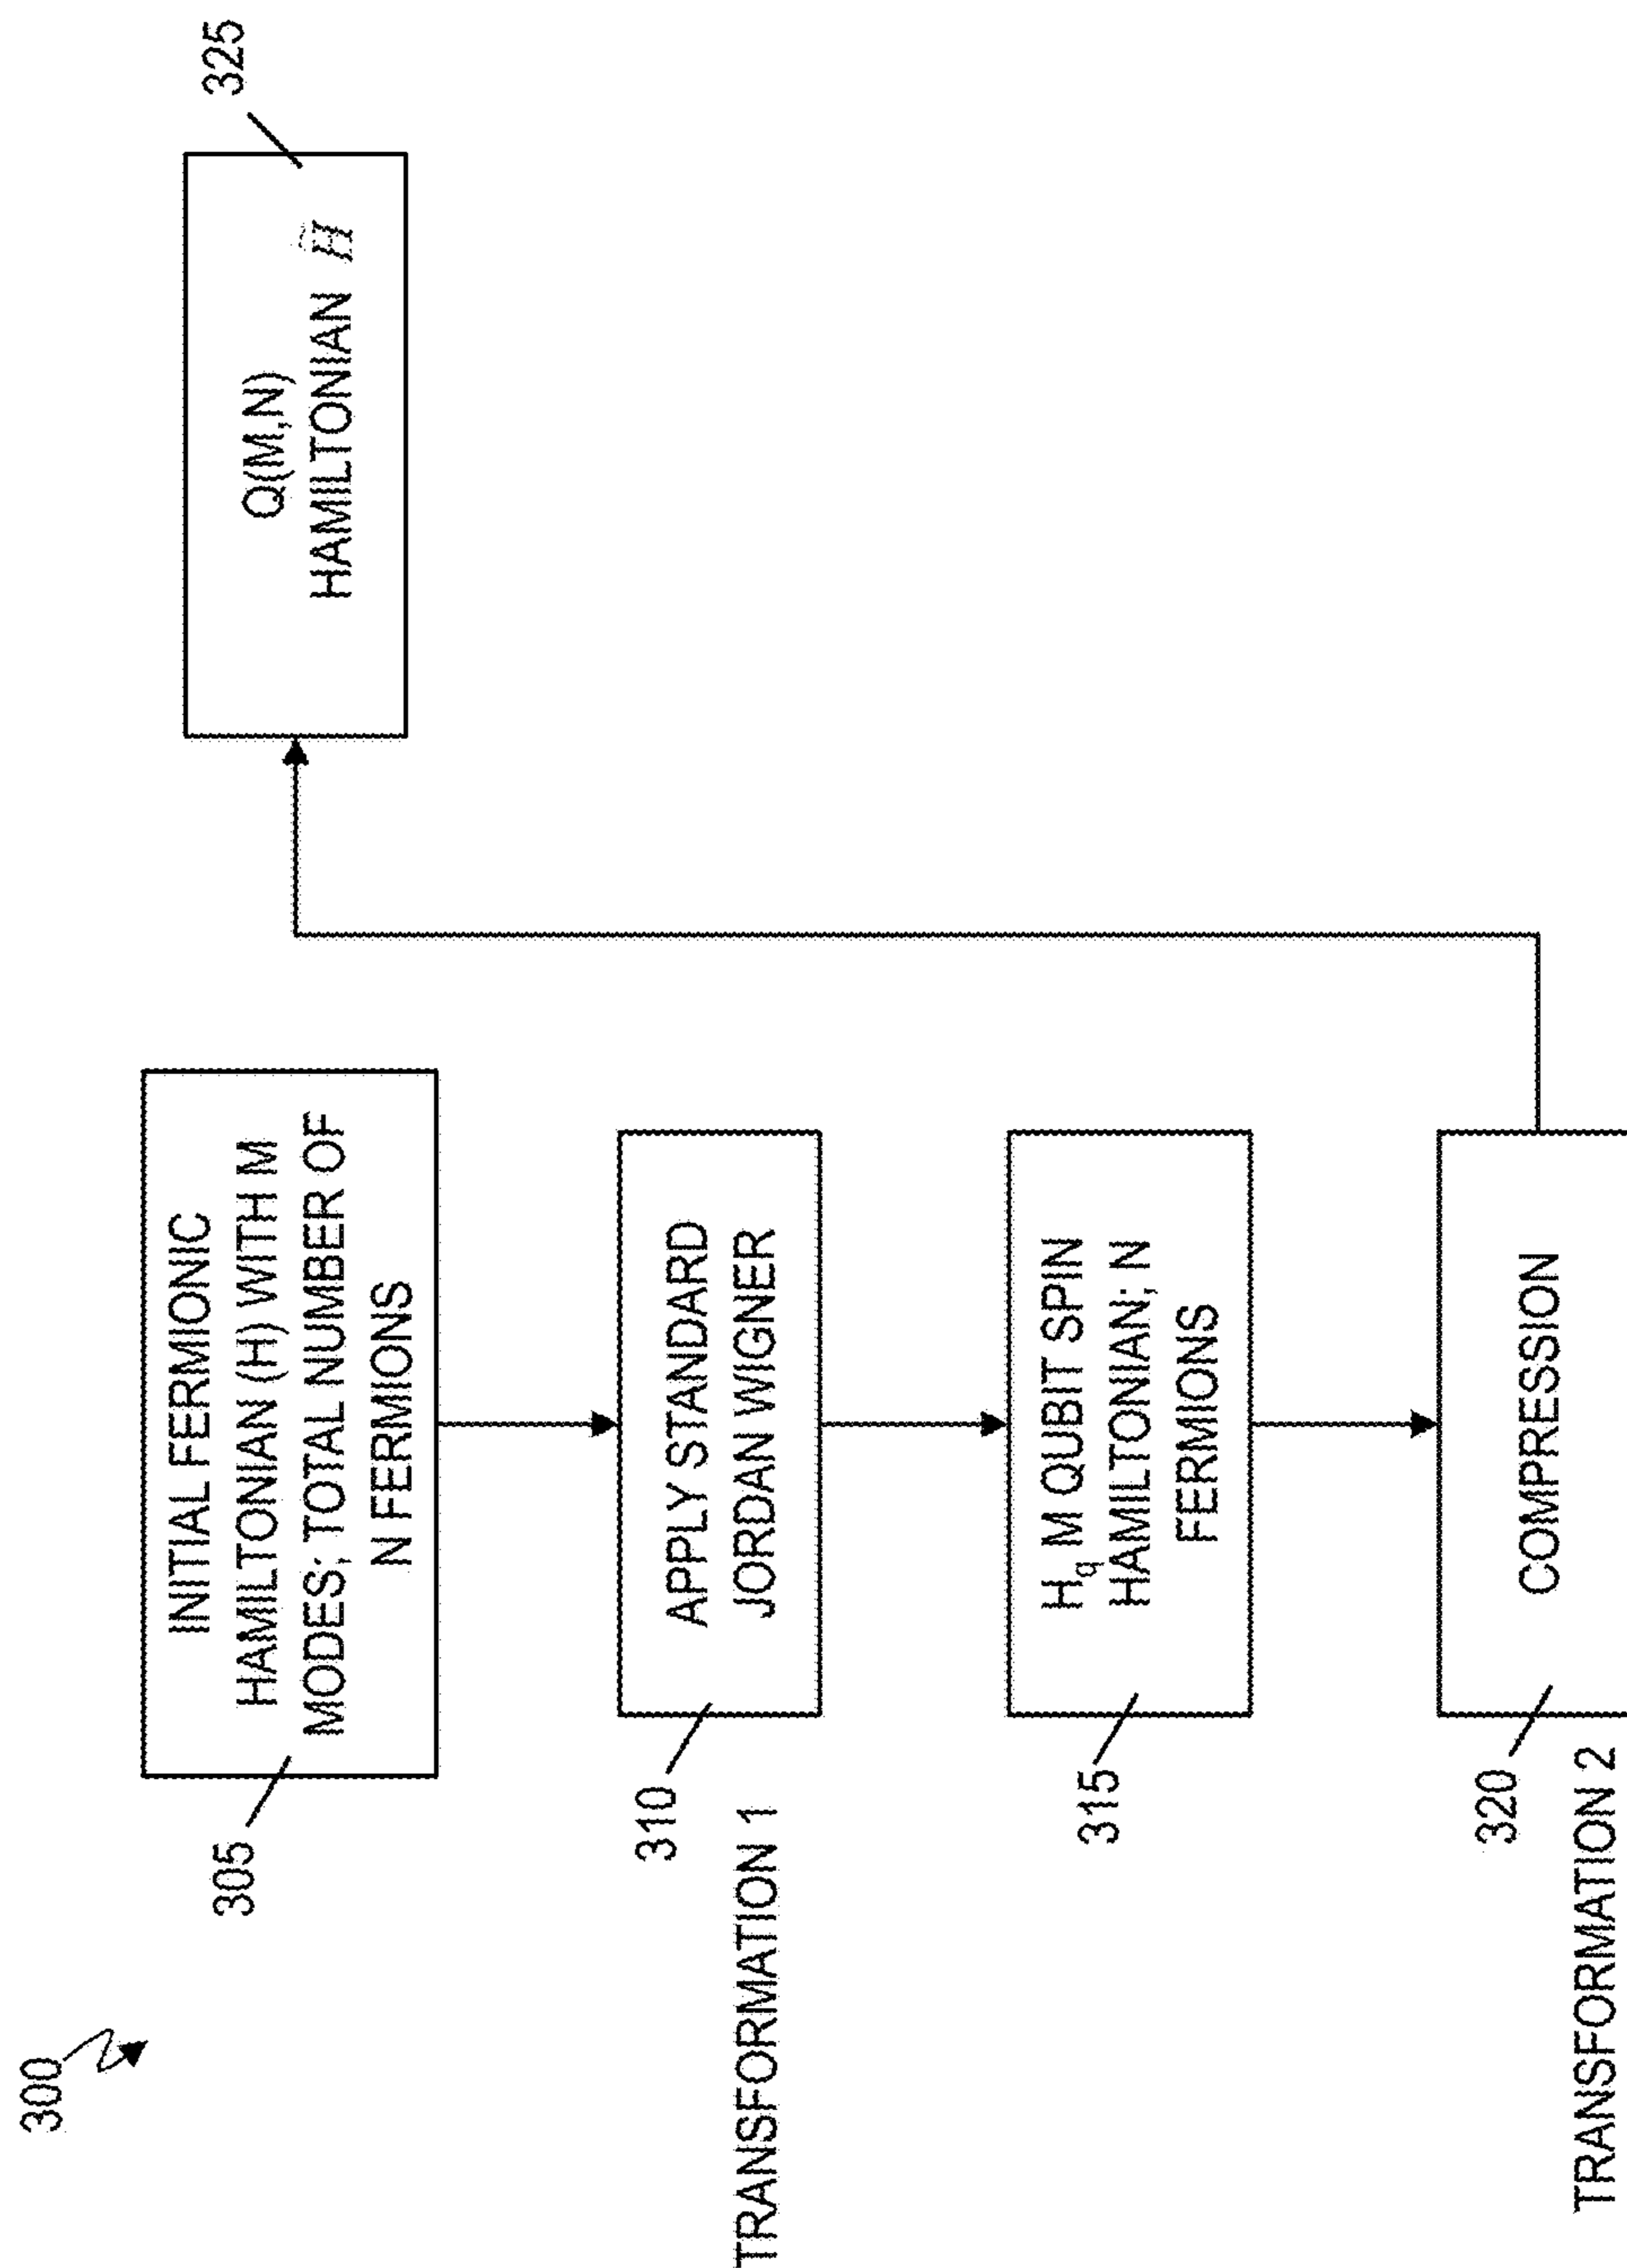 300
305
INITIAL FERMIONIC
HAMILTONIAN (H) WITH M
MODES; TOTAL NUMBER OF
N FERMIONS
310
TRANSFORMATION 1
APPLY STANDARD
JORDAN WIGNER
315
Hq M QUBIT SPIN
HAMILTONIAN; N
FERMIONS
320
TRANSFORMATION 2
COMPRESSION
325
Q(M,N)
HAMILTONIAN H̃